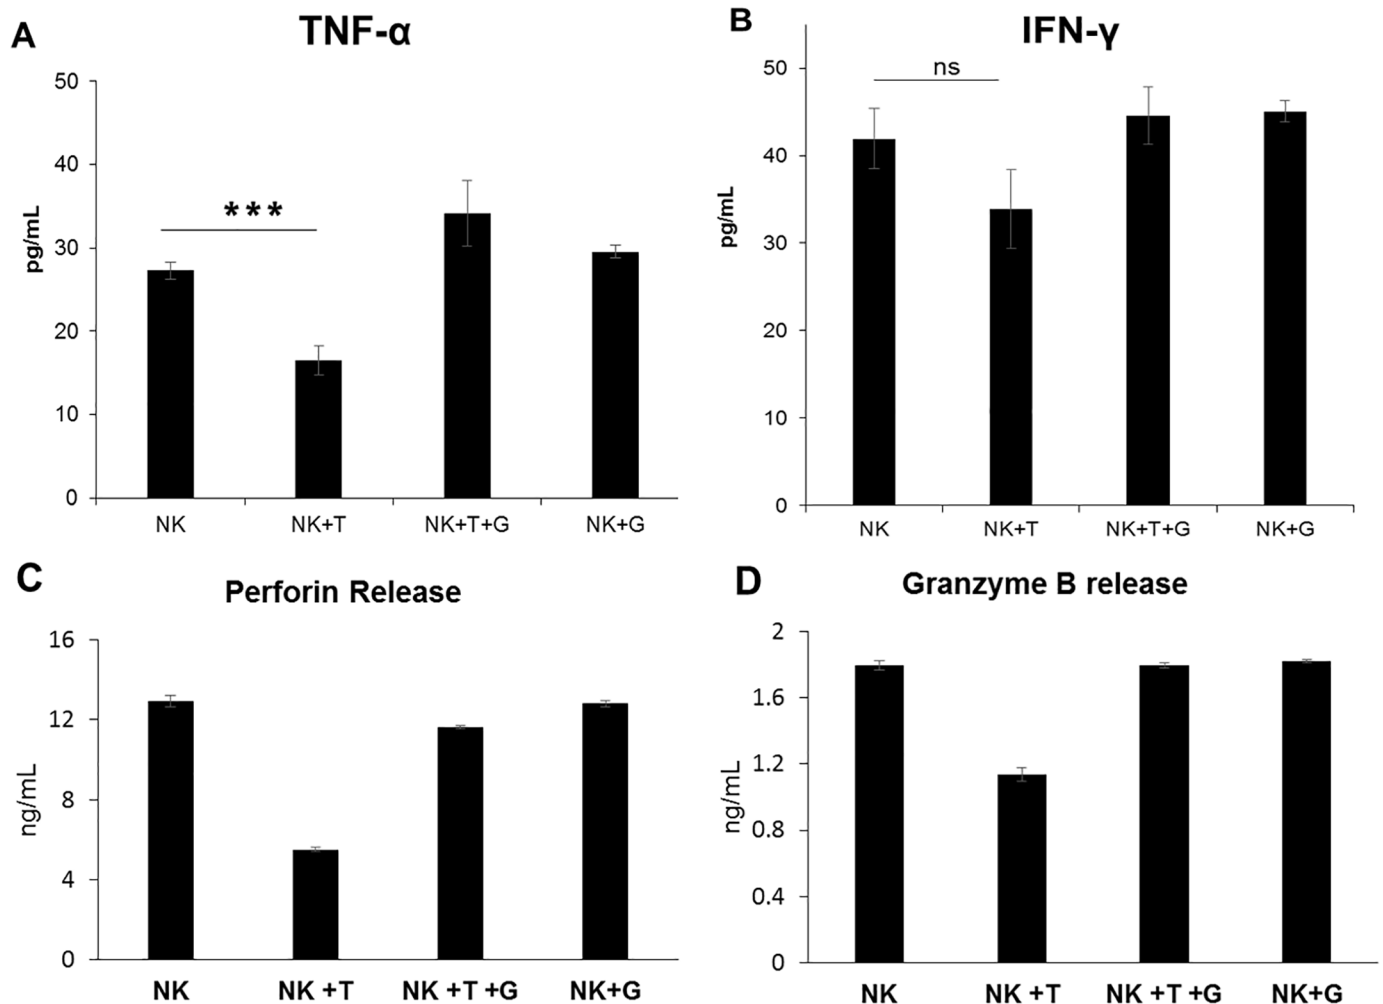 A
TNF-α
50
40
30
20
10
0
pg/mL
***
NK
NK+T
NK+T+G
NK+G
B
IFN-γ
50
40
30
20
10
0
pg/mL
ns
NK
NK+T
NK+T+G
NK+G
C
Perforin Release
16
12
8
4
0
ng/mL
NK
NK +T
NK +T +G
NK+G
D
Granzyme B release
2
1.6
1.2
0.8
0.4
0
ng/mL
NK
NK +T
NK +T +G
NK+G